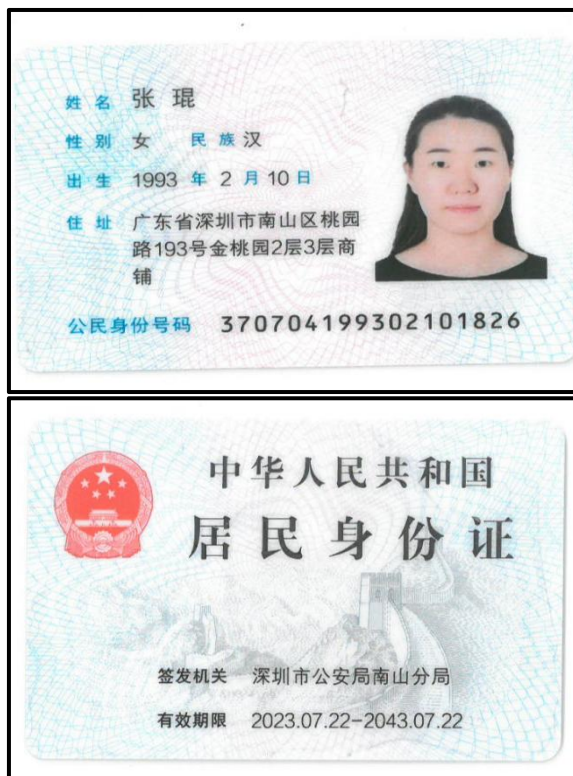 姓名 张琨
性别 女 民族 汉
出生 1993 年 2 月 10 日
住址 广东省深圳市南山区桃园
路193号金桃园2层3层商
铺
公民身份号码 370704199302101826
中华人民共和国
居民身份证
签发机关 深圳市公安局南山分局
有效期限 2023.07.22-2043.07.22